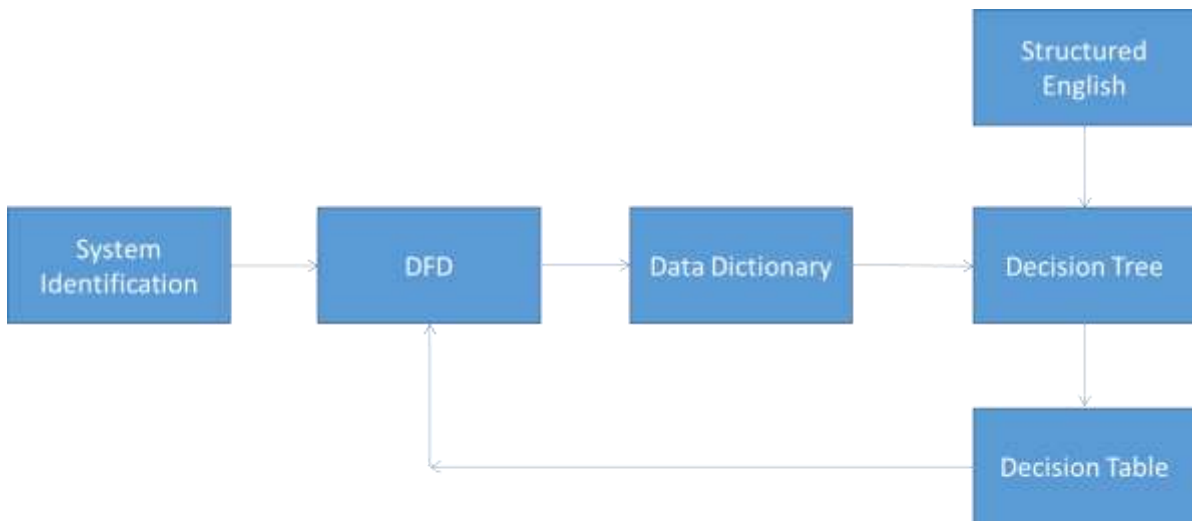 Structured
English
System
Identification
DFD
Data Dictionary
Decision Tree
Decision Table